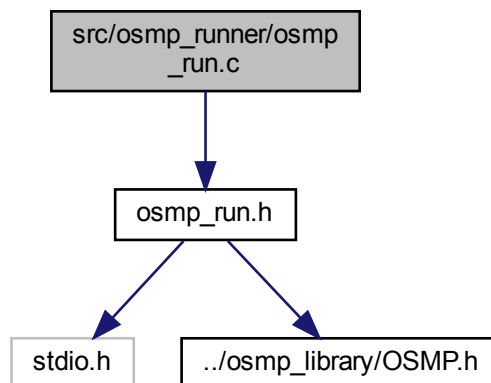 src/osmp_runner/osmp
_run.c
osmp_run.h
stdio.h
../osmp_library/OSMP.h